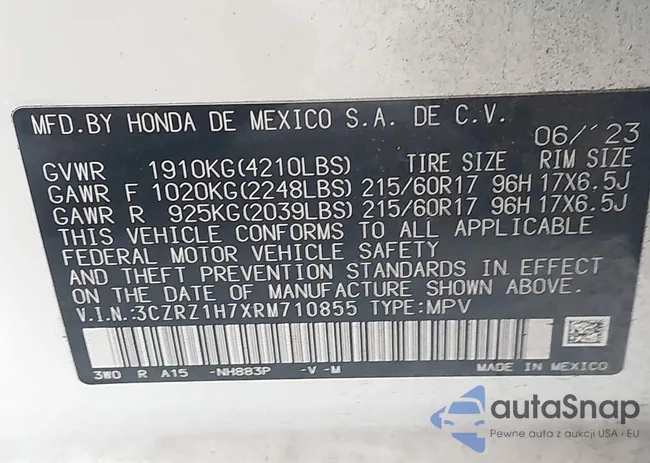 MFD.BY HONDA DE MEXICO S.A. DE C.V.
06/'23
GVWR 1910KG(4210LBS) TIRE SIZE RIM SIZE
GAWR F 1020KG(2248LBS) 215/60R17 96H 17X6.5J
GAWR R 925KG(2039LBS) 215/60R17 96H 17X6.5J
THIS VEHICLE CONFORMS TO ALL APPLICABLE
FEDERAL MOTOR VEHICLE SAFETY
AND THEFT PREVENTION STANDARDS IN EFFECT
ON THE DATE OF MANUFACTURE SHOWN ABOVE.
V.I.N.:3CZRZ1H7XRM710855 TYPE:MPV
3W0 R A15 -NH883P -V -M MADE IN MEXICO
autaSnap
Pewne auta z aukcji USA i EU